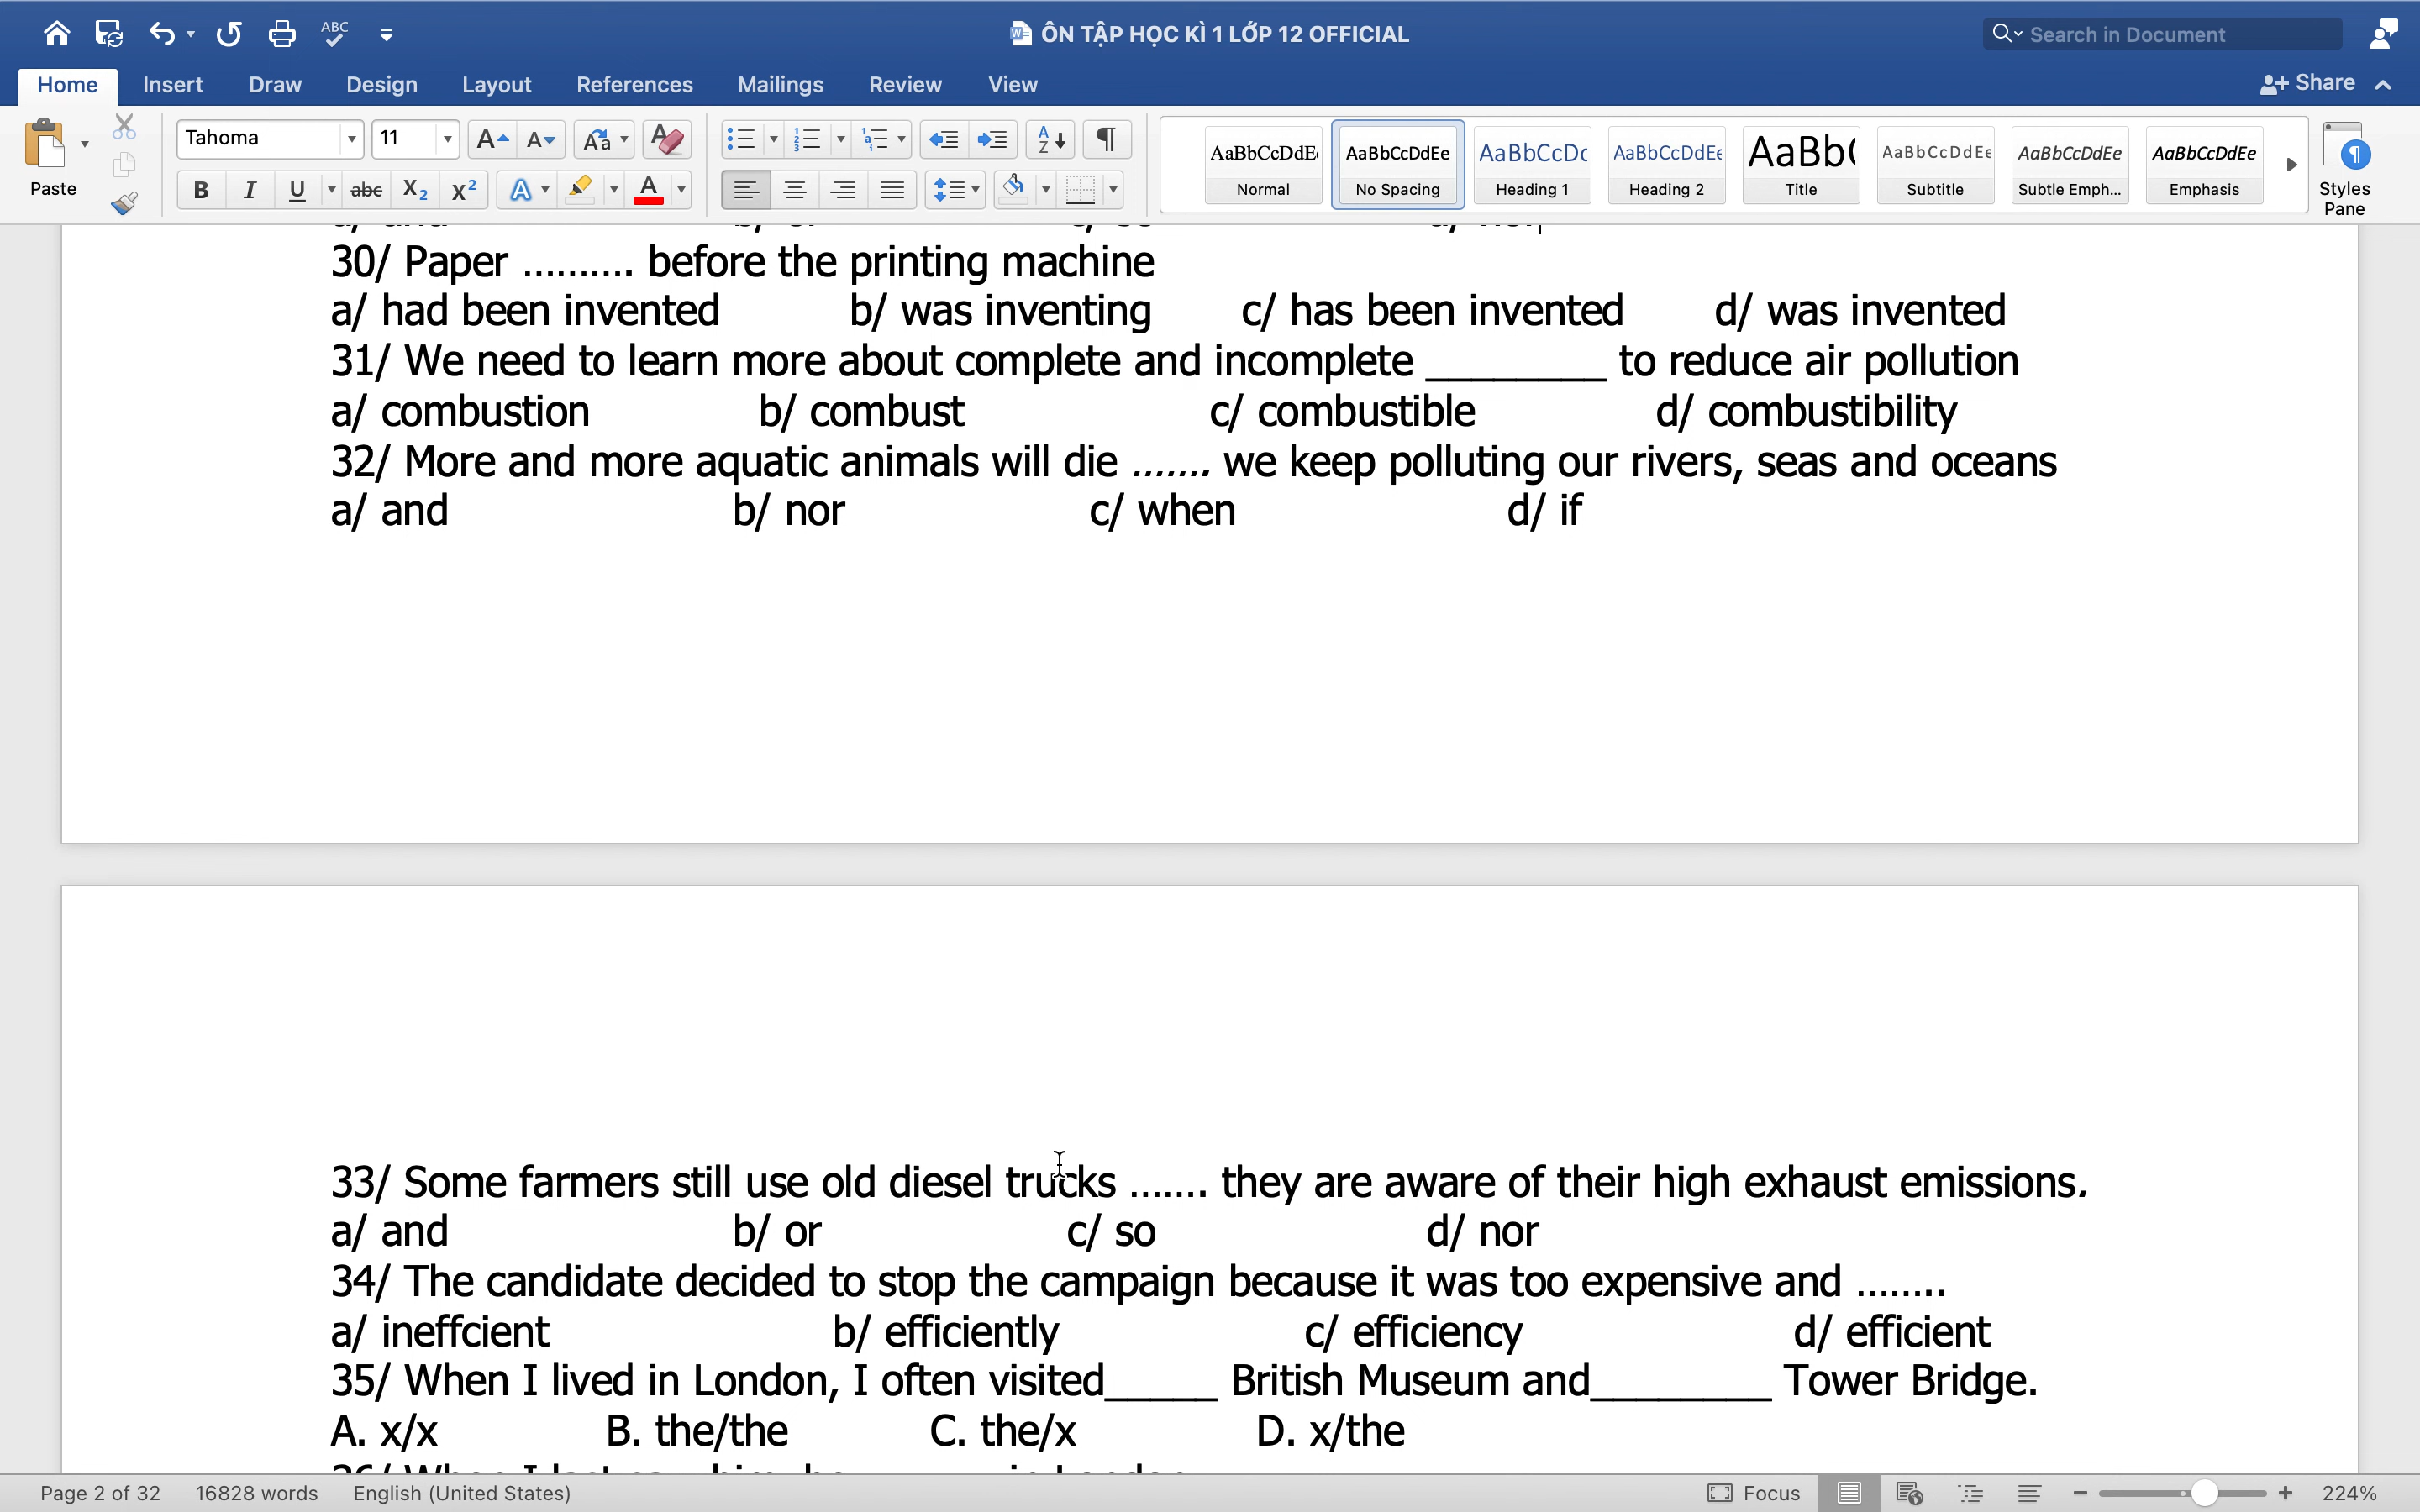 ABC
ÔN TẬP HỌC KÌ 1 LỚP 12 OFFICIAL
Search in Document
Home Insert Draw Design Layout References Mailings Review View Share
Paste
Tahoma 11
AaBbCcDdEe AaBbCcDdEe AaBbCcDc AaBbCcDdEe AaBb( AaBbCcDdEe AaBbCcDdEe AaBbCcDdEe
Normal No Spacing Heading 1 Heading 2 Title Subtitle Subtle Emph... Emphasis
Styles
Pane
30/ Paper .......... before the printing machine
a/ had been invented b/ was inventing c/ has been invented d/ was invented
31/ We need to learn more about complete and incomplete ________ to reduce air pollution
a/ combustion b/ combust c/ combustible d/ combustibility
32/ More and more aquatic animals will die ....... we keep polluting our rivers, seas and oceans
a/ and b/ nor c/ when d/ if
33/ Some farmers still use old diesel trucks ....... they are aware of their high exhaust emissions.
a/ and b/ or c/ so d/ nor
34/ The candidate decided to stop the campaign because it was too expensive and ........
a/ineffcient b/ efficiently c/ efficiency d/ efficient
35/ When I lived in London, I often visited_____ British Museum and________ Tower Bridge.
A. x/x B. the/the C. the/x D. x/the
Page 2 of 32 16828 words English (United States) Focus 224%